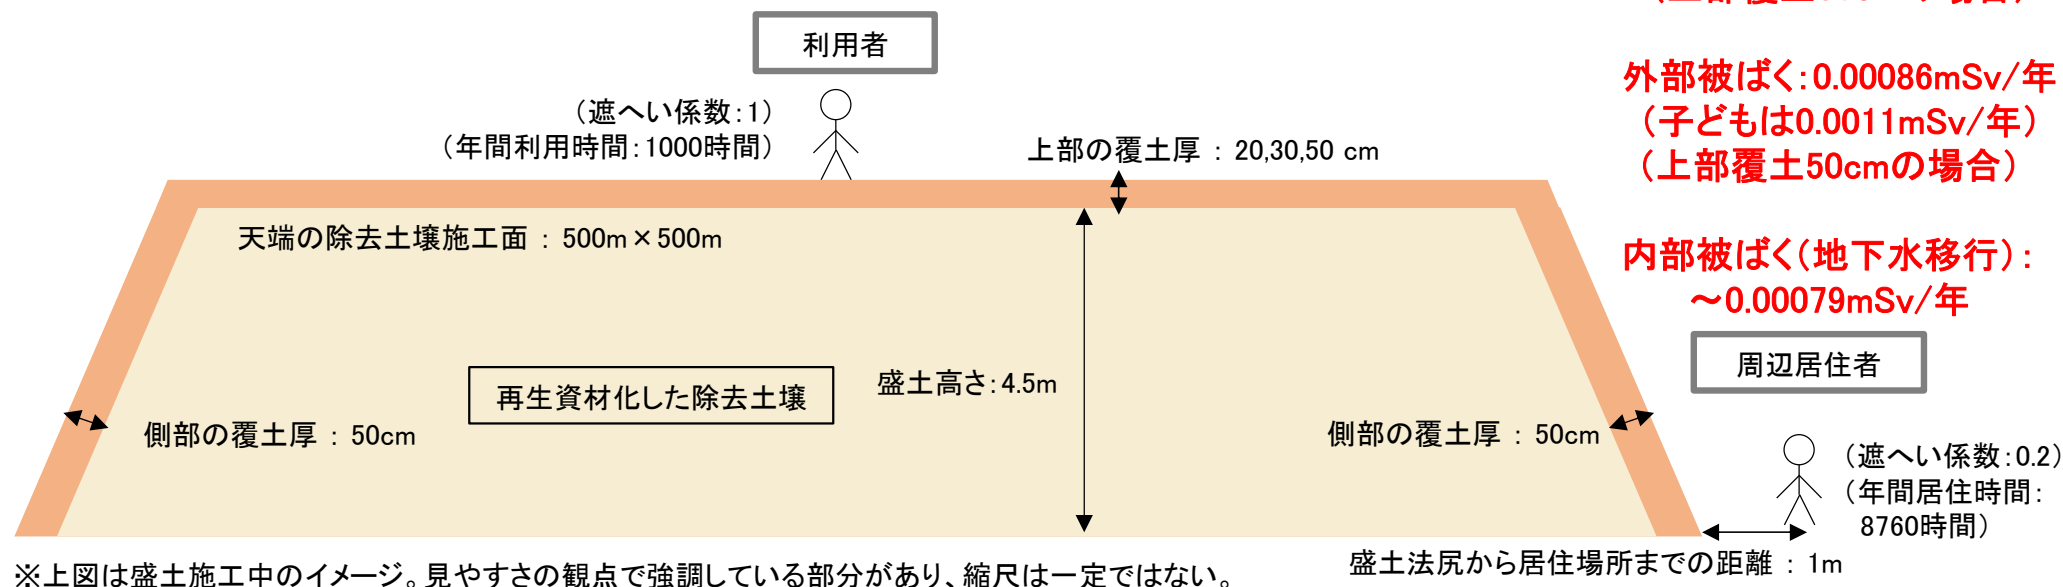 利用者
(遮へい係数:1)
(年間利用時間:1000時間)
上部の覆土厚 : 20,30,50 cm
外部被ばく:0.00086mSv/年
(子どもは0.0011mSv/年)
(上部覆土50cmの場合)
内部被ばく(地下水移行):
～0.00079mSv/年
天端の除去土壌施工面 : 500m×500m
周辺居住者
再生資材化した除去土壌
盛土高さ:4.5m
側部の覆土厚 : 50cm
側部の覆土厚 : 50cm
(遮へい係数:0.2)
(年間居住時間:
8760時間)
盛土法尻から居住場所までの距離 : 1m
※上図は盛土施工中のイメージ。見やすさの観点で強調している部分があり、縮尺は一定ではない。